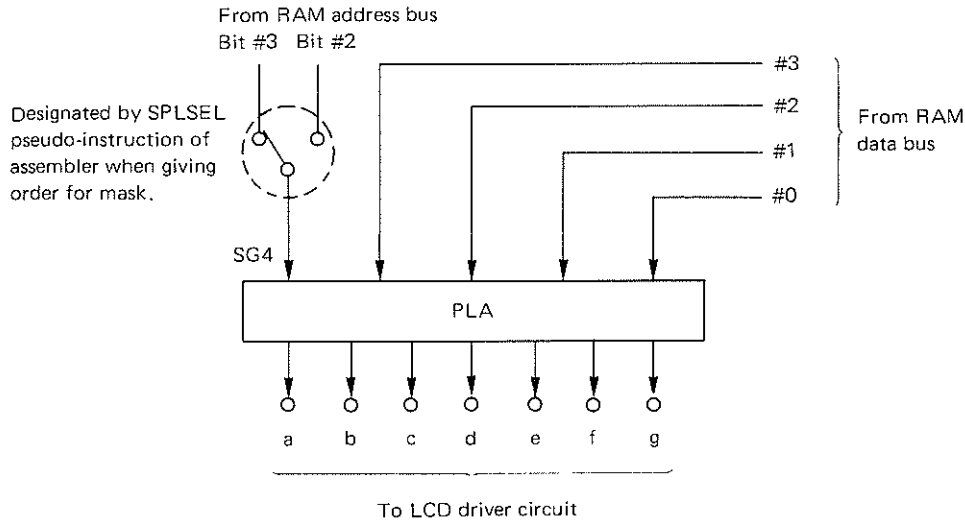 From RAM address bus
Bit #3 Bit #2
Designated by SPLSEL
pseudo-instruction of
assembler when giving
order for mask.
#3
#2
#1
#0
From RAM
data bus
SG4
PLA
a b c d e f g
To LCD driver circuit